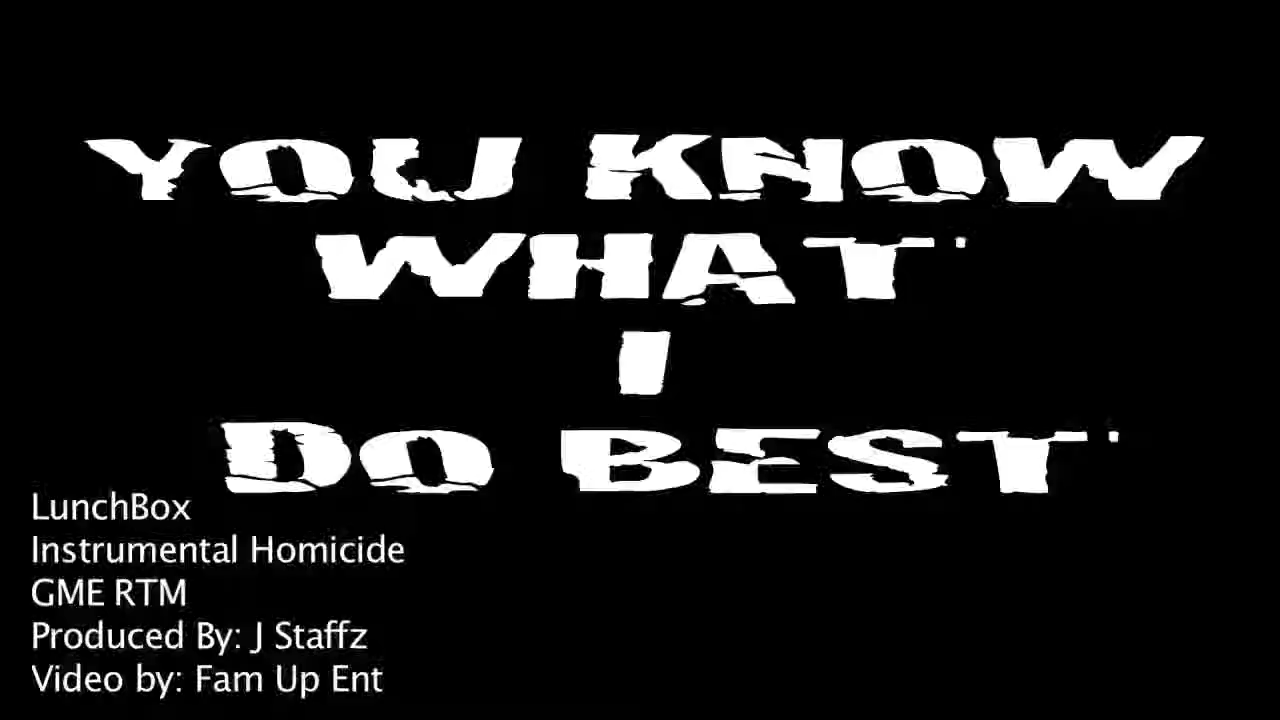 YOU KNOW
WHAT
I
DO BEST
LunchBox
Instrumental Homicide
GME RTM
Produced By: J Staffz
Video by: Fam Up Ent